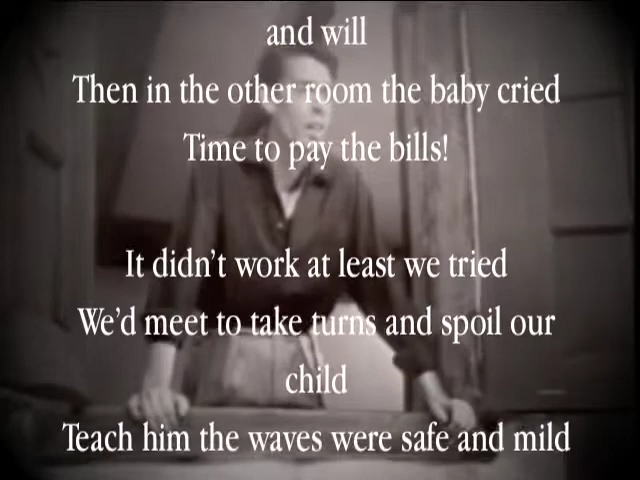 and will
Then in the other room the baby cried
Time to pay the bills!
It didn't work at least we tried
We'd meet to take turns and spoil our
child
Teach him the waves were safe and mild